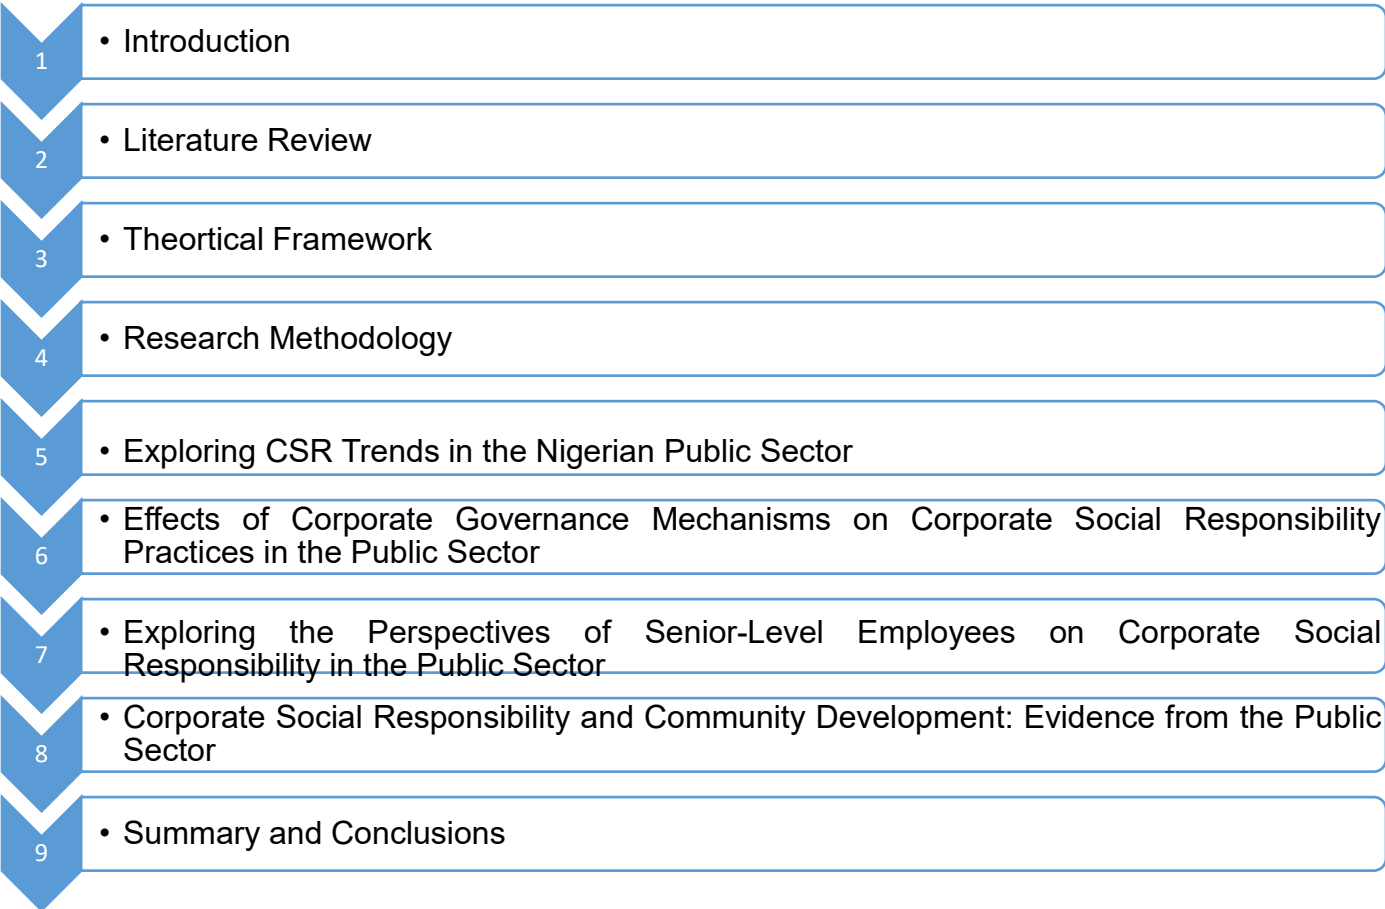 1
• Introduction
2
• Literature Review
3
• Theortical Framework
4
• Research Methodology
5
• Exploring CSR Trends in the Nigerian Public Sector
6
• Effects of Corporate Governance Mechanisms on Corporate Social Responsibility
Practices in the Public Sector
7
• Exploring the Perspectives of Senior-Level Employees on Corporate Social
Responsibility in the Public Sector
8
• Corporate Social Responsibility and Community Development: Evidence from the Public
Sector
9
• Summary and Conclusions